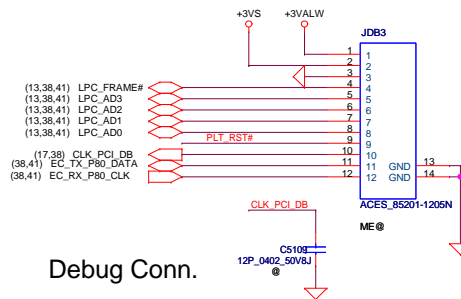 +3VS +3VALW
JDB3
1 1
2 2
3 3
4 4
(13,38,41) LPC_FRAME#
5 5
(13,38,41) LPC_AD3
6 6
(13,38,41) LPC_AD2
7 7
(13,38,41) LPC_AD1
8 8
(13,38,41) LPC_AD0
PLT_RST# 9 9
(17,38) CLK_PCI_DB 10 10
(38,41) EC_TX_P80_DATA 11 11 GND 13
(38,41) EC_RX_P80_CLK 12 12 GND 14
CLK_PCI_DB
ACES_85201-1205N
ME@
C5109
12P_0402_50V8J
@
Debug Conn.